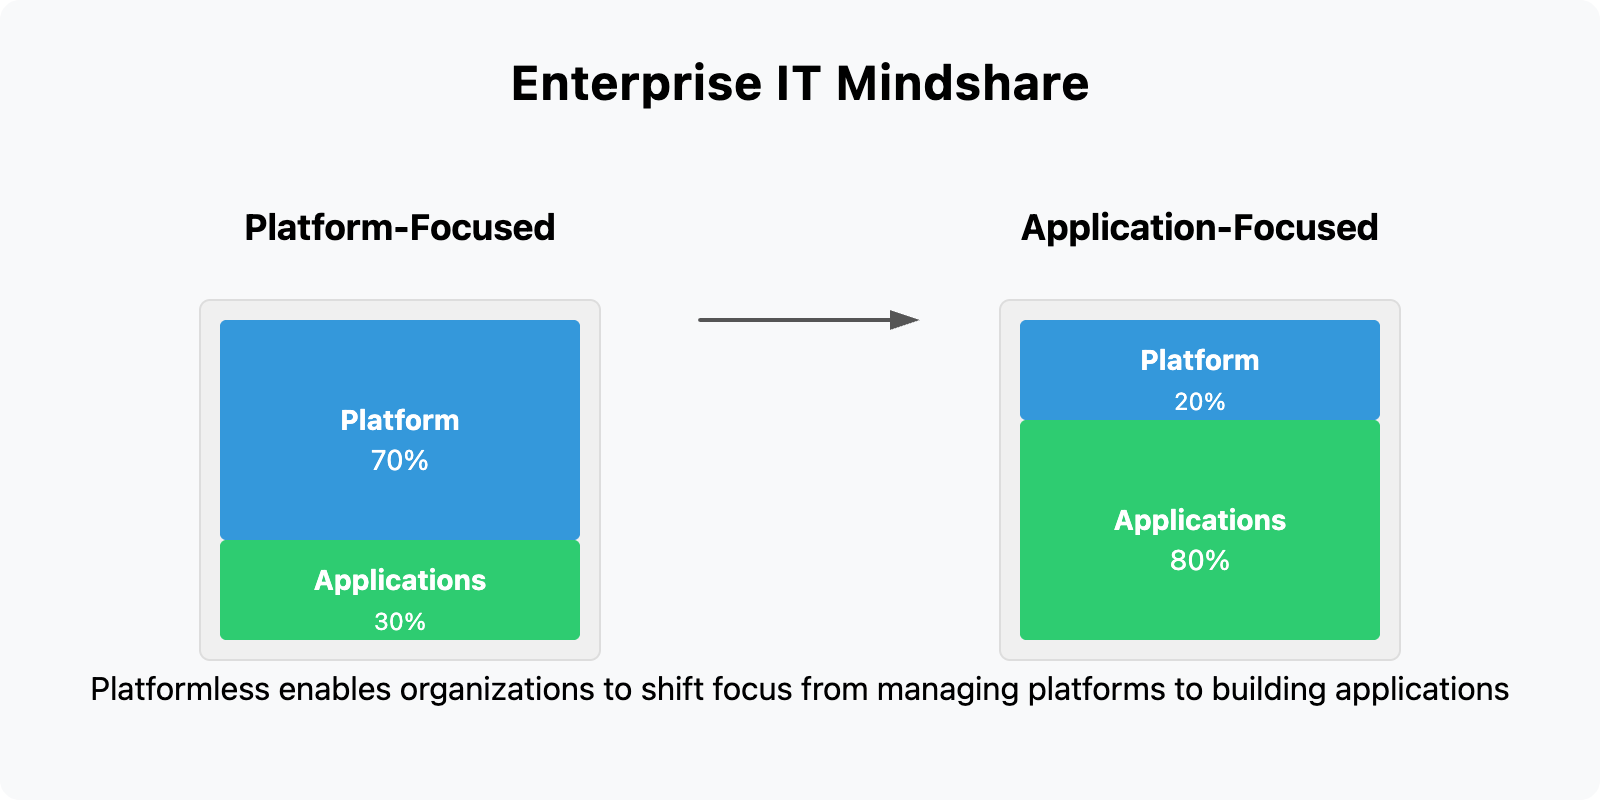 Enterprise IT Mindshare
Platform-Focused
Platform
70%
Applications
30%
Application-Focused
Platform
20%
Applications
80%
Platformless enables organizations to shift focus from managing platforms to building applications